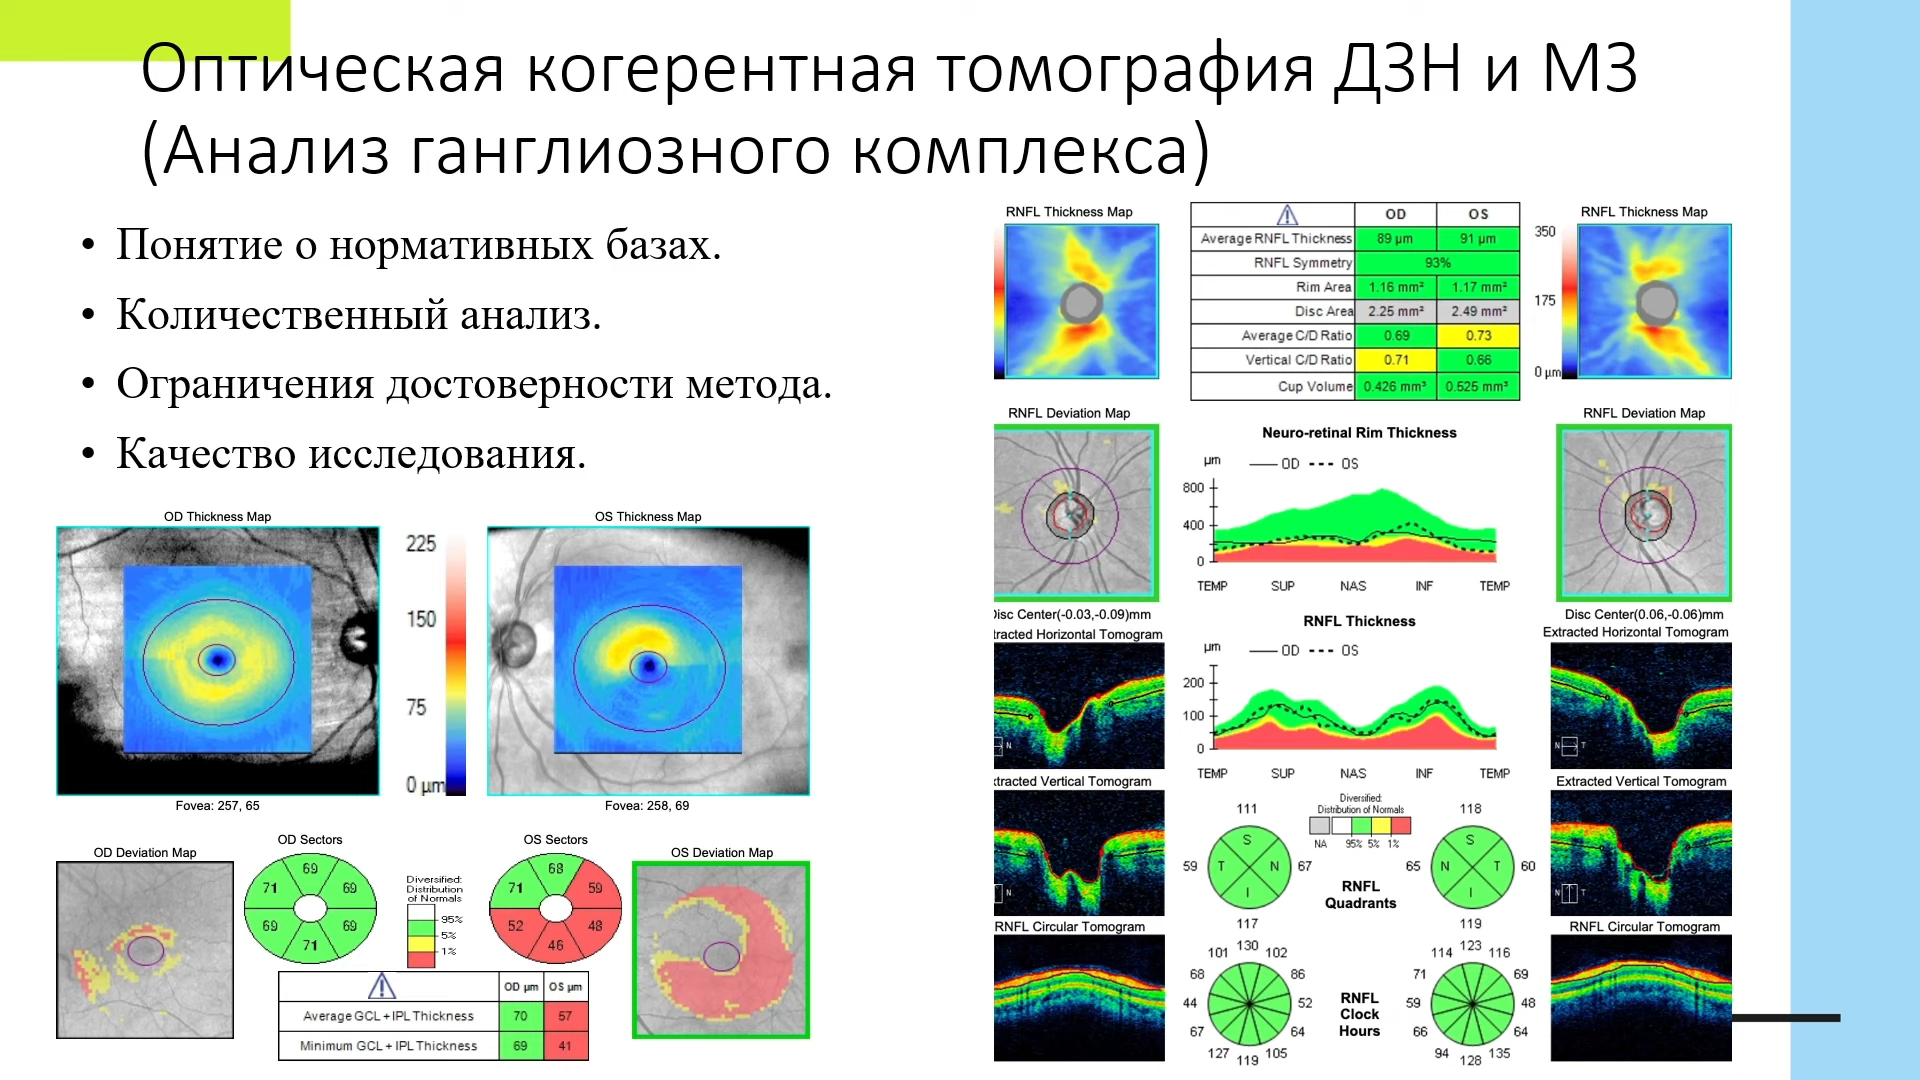 Оптическая когерентная томография ДЗН и МЗ
(Анализ ганглиозного комплекса)
• Понятие о нормативных базах.
• Количественный анализ.
• Ограничения достоверности метода.
• Качество исследования.
OD Thickness Map
OS Thickness Map
225
150
75
0 µm
Fovea: 257, 65
Fovea: 258, 69
OD Deviation Map
OD Sectors
OS Sectors
OS Deviation Map
69
71
69
69
69
71
Diversified:
Distribution
of Normals
95%
5%
1%
68
71
59
52
48
46
OD µm
OS µm
Average GCL + IPL Thickness
70
57
Minimum GCL + IPL Thickness
69
41
RNFL Thickness Map
OD
OS
Average RNFL Thickness
89 µm
91 µm
RNFL Symmetry
93%
Rim Area
1.16 mm²
1.17 mm²
Disc Area
2.25 mm²
2.49 mm²
Average C/D Ratio
0.69
0.73
Vertical C/D Ratio
0.71
0.66
Cup Volume
0.426 mm³
0.525 mm³
RNFL Thickness Map
350
175
0 µm
RNFL Deviation Map
Neuro-retinal Rim Thickness
µm
OD
OS
800
400
0
TEMP
SUP
NAS
INF
TEMP
RNFL Deviation Map
Disc Center(-0.03,-0.09)mm
Disc Center(0.06,-0.06)mm
tracted Horizontal Tomogram
Extracted Horizontal Tomogram
N
N
T
RNFL Thickness
µm
OD
OS
200
100
0
TEMP
SUP
NAS
INF
TEMP
xtracted Vertical Tomogram
Extracted Vertical Tomogram
N
N
T
Diversified:
Distribution of Normals
NA
95%
5%
1%
111
S
59
T
N
67
I
117
RNFL
Quadrants
118
S
65
N
T
60
I
119
RNFL Circular Tomogram
RNFL Circular Tomogram
130
101
102
68
86
44
52
67
64
127
105
119
RNFL
Clock
Hours
123
114
116
71
69
59
48
66
64
94
135
128